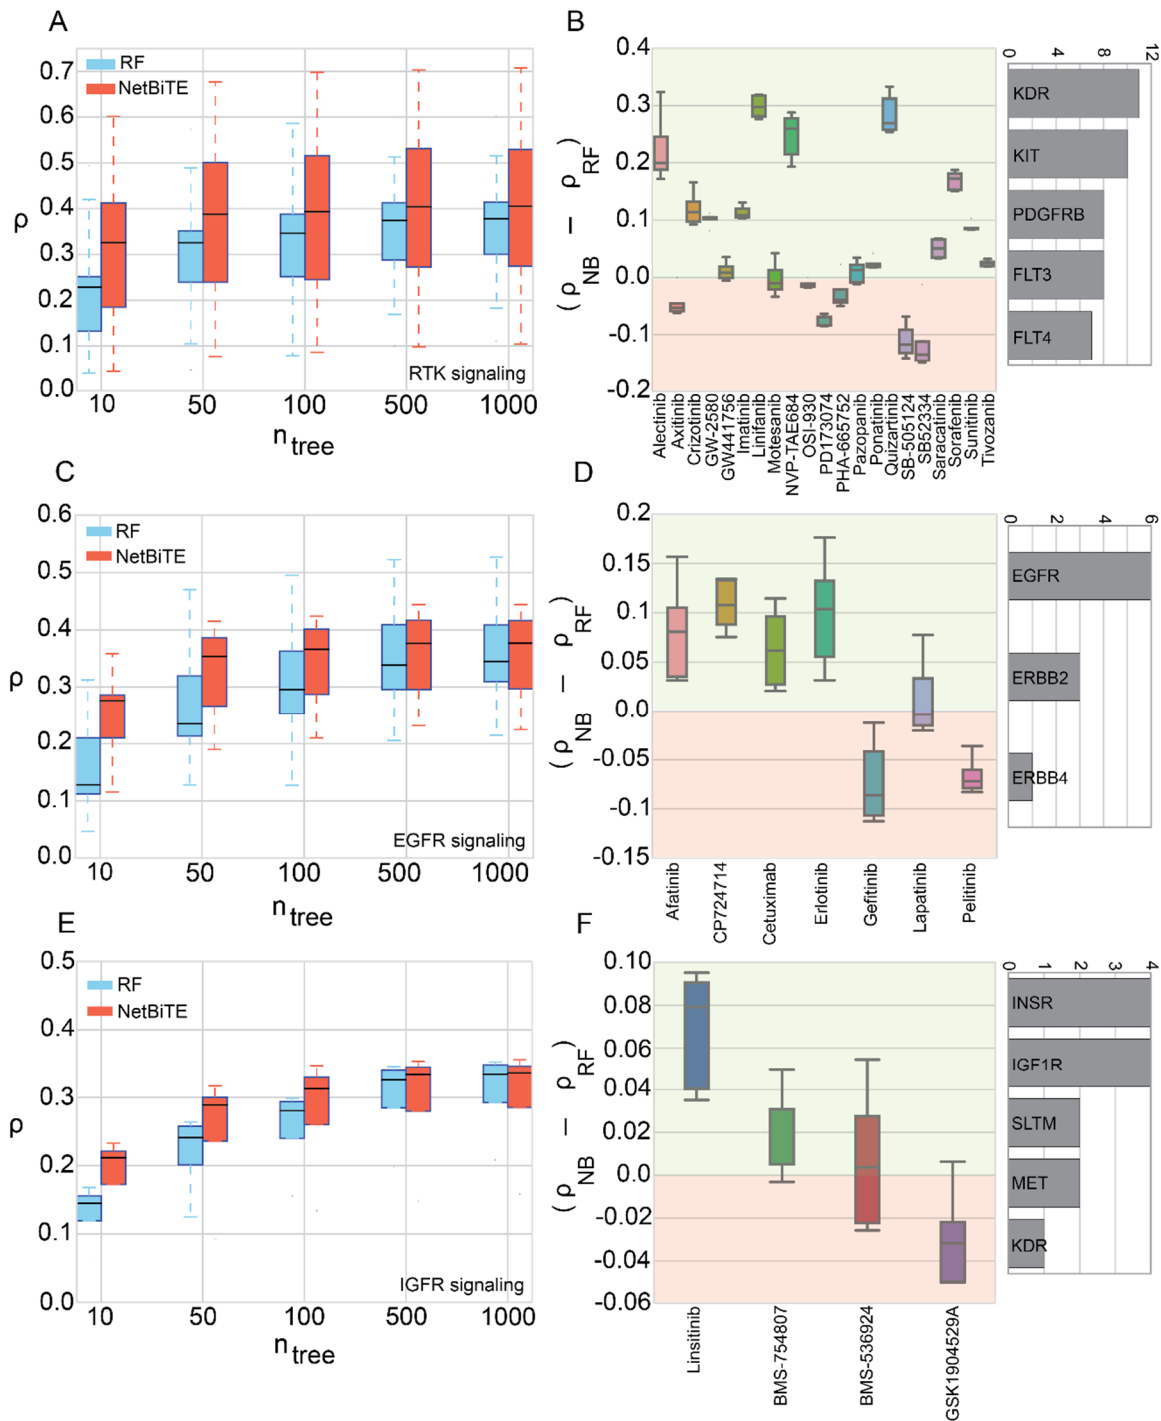 A
RF
NetBiTE
0.7
0.6
0.5
0.4
0.3
0.2
0.1
0.0
ρ
RTK signaling
10 50 100 500 1000
n tree
B
0.4
0.3
0.2
0.1
0.0
-0.1
-0.2
( ρNB — ρRF )
Alectinib
Axitinib
Crizotinib
GW-2580
GW441756
Imatinib
Linifanib
Motesanib
NVP-TAE684
OSI-930
PD173074
PHA-665752
Pazopanib
Ponatinib
Quizartinib
SB-505124
SB52334
Saracatinib
Sorafenib
Sunitinib
Tivozanib
0 4 8 12
KDR
KIT
PDGFRB
FLT3
FLT4
C
RF
NetBiTE
0.6
0.5
0.4
0.3
0.2
0.1
0.0
ρ
EGFR signaling
10 50 100 500 1000
n tree
D
0.2
0.15
0.1
0.05
0.0
-0.05
-0.1
-0.15
( ρNB — ρRF )
Afatinib
CP724714
Cetuximab
Erlotinib
Gefitinib
Lapatinib
Pelitinib
0 2 4 6
EGFR
ERBB2
ERBB4
E
RF
NetBiTE
0.5
0.4
0.3
0.2
0.1
0.0
ρ
IGFR signaling
10 50 100 500 1000
n tree
F
0.10
0.08
0.06
0.04
0.02
0.0
-0.02
-0.04
-0.06
( ρNB — ρRF )
Linsitinib
BMS-754807
BMS-536924
GSK1904529A
0 1 2 3 4
INSR
IGF1R
SLTM
MET
KDR